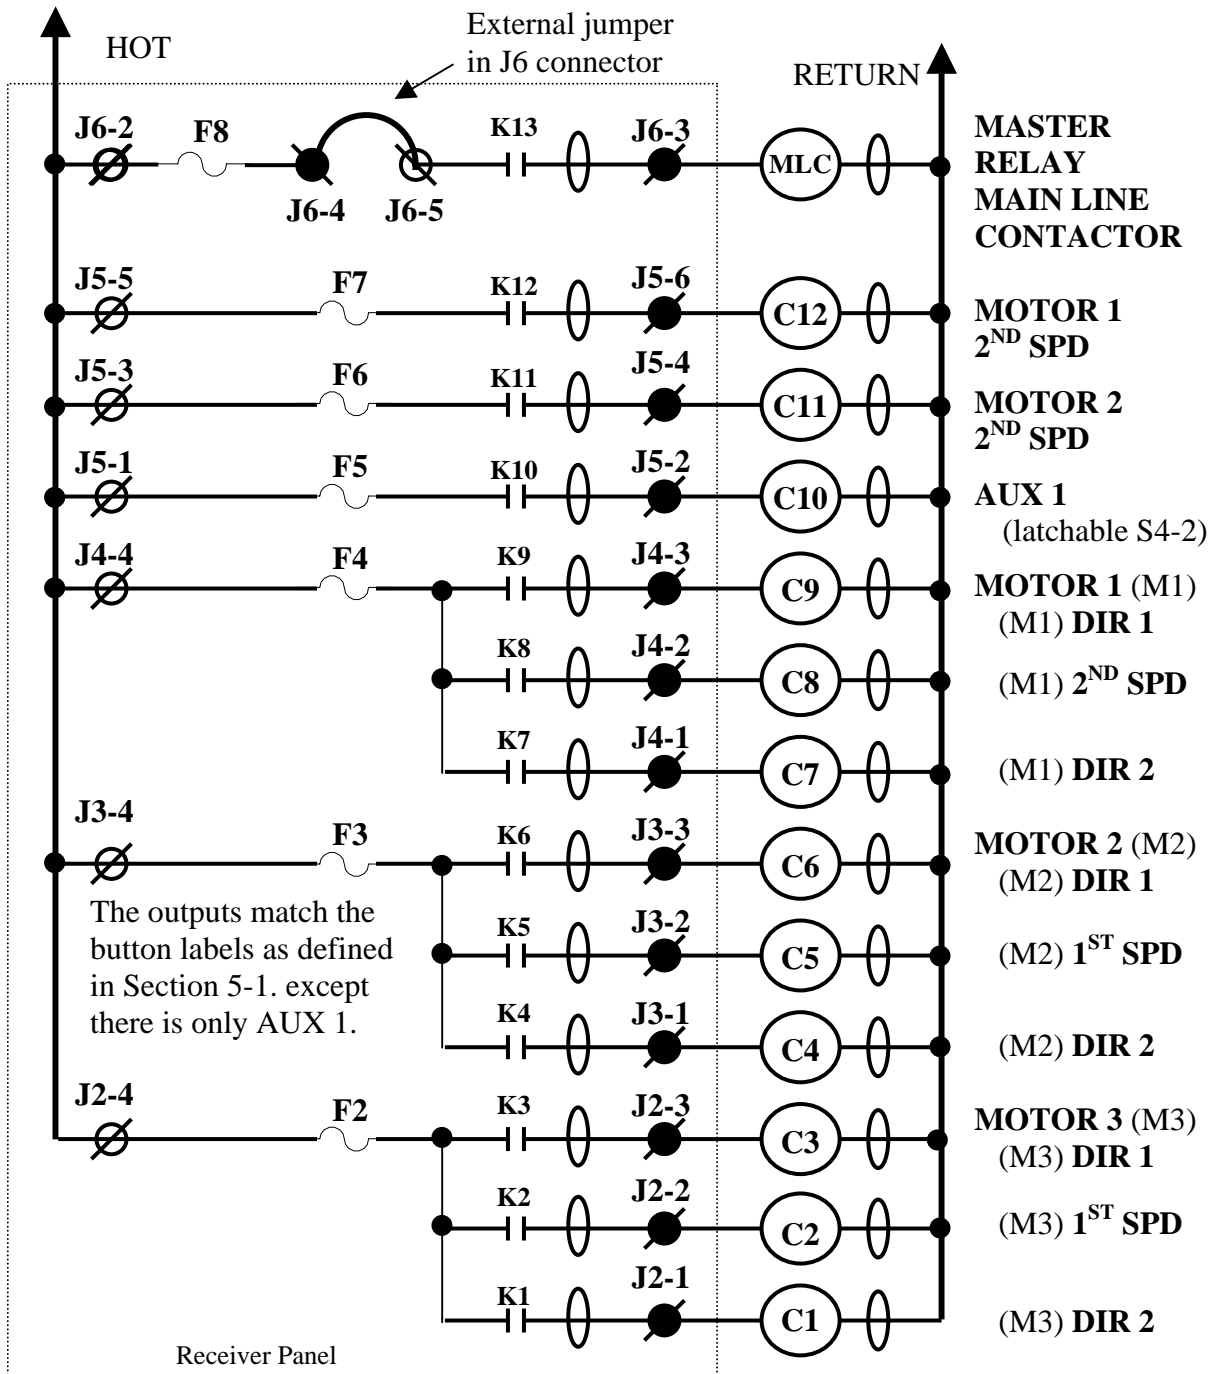 HOT
External jumper
in J6 connector
RETURN
J6-2
F8
J6-4
J6-5
K13
J6-3
MLC
MASTER
RELAY
MAIN LINE
CONTACTOR
J5-5
F7
K12
J5-6
C12
MOTOR 1
2ND SPD
J5-3
F6
K11
J5-4
C11
MOTOR 2
2ND SPD
J5-1
F5
K10
J5-2
C10
AUX 1
(latchable S4-2)
J4-4
F4
K9
J4-3
C9
MOTOR 1 (M1)
(M1) DIR 1
K8
J4-2
C8
(M1) 2ND SPD
K7
J4-1
C7
(M1) DIR 2
J3-4
F3
K6
J3-3
C6
MOTOR 2 (M2)
(M2) DIR 1
The outputs match the
button labels as defined
in Section 5-1. except
there is only AUX 1.
K5
J3-2
C5
(M2) 1ST SPD
K4
J3-1
C4
(M2) DIR 2
J2-4
F2
K3
J2-3
C3
MOTOR 3 (M3)
(M3) DIR 1
K2
J2-2
C2
(M3) 1ST SPD
K1
J2-1
C1
(M3) DIR 2
Receiver Panel